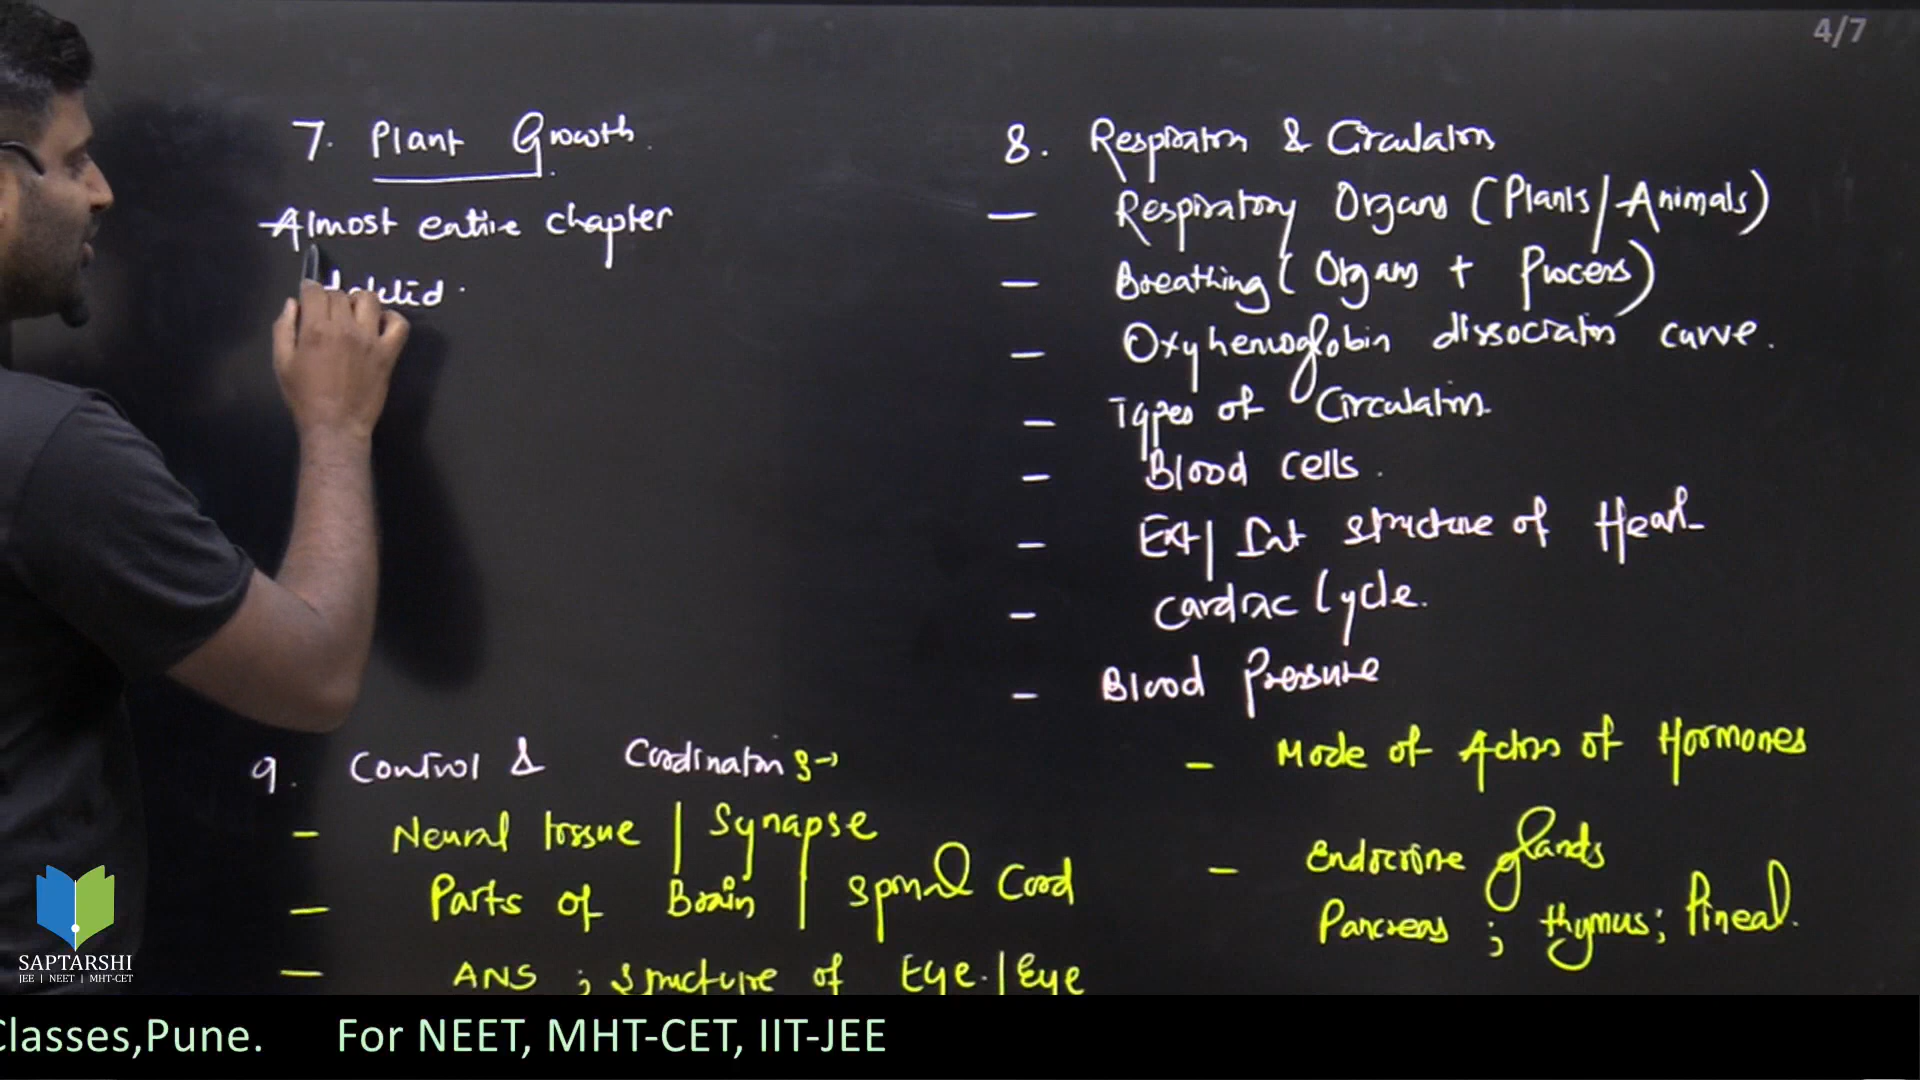 4/7
7. Plant Growth.
Almost entire chapter
8. Respiration & Circulation
— Respiratory Organs (Plants/Animals)
— Breathing (Organs + Process)
— Oxyhemoglobin dissociation curve.
— Types of Circulation.
— Blood Cells.
— Ext/Int structure of Heart
— Cardiac Cycle.
— Blood Pressure
9. Control & Coordination :→
— Neural tissue / Synapse
— Parts of Brain / Spinal Cord
— ANS ; Structure of Eye. / Eye
— Mode of Action of Hormones
— Endocrine glands
Pancreas ; thymus ; Pineal.
SAPTARSHI
JEE | NEET | MHT-CET
Classes,Pune. For NEET, MHT-CET, IIT-JEE